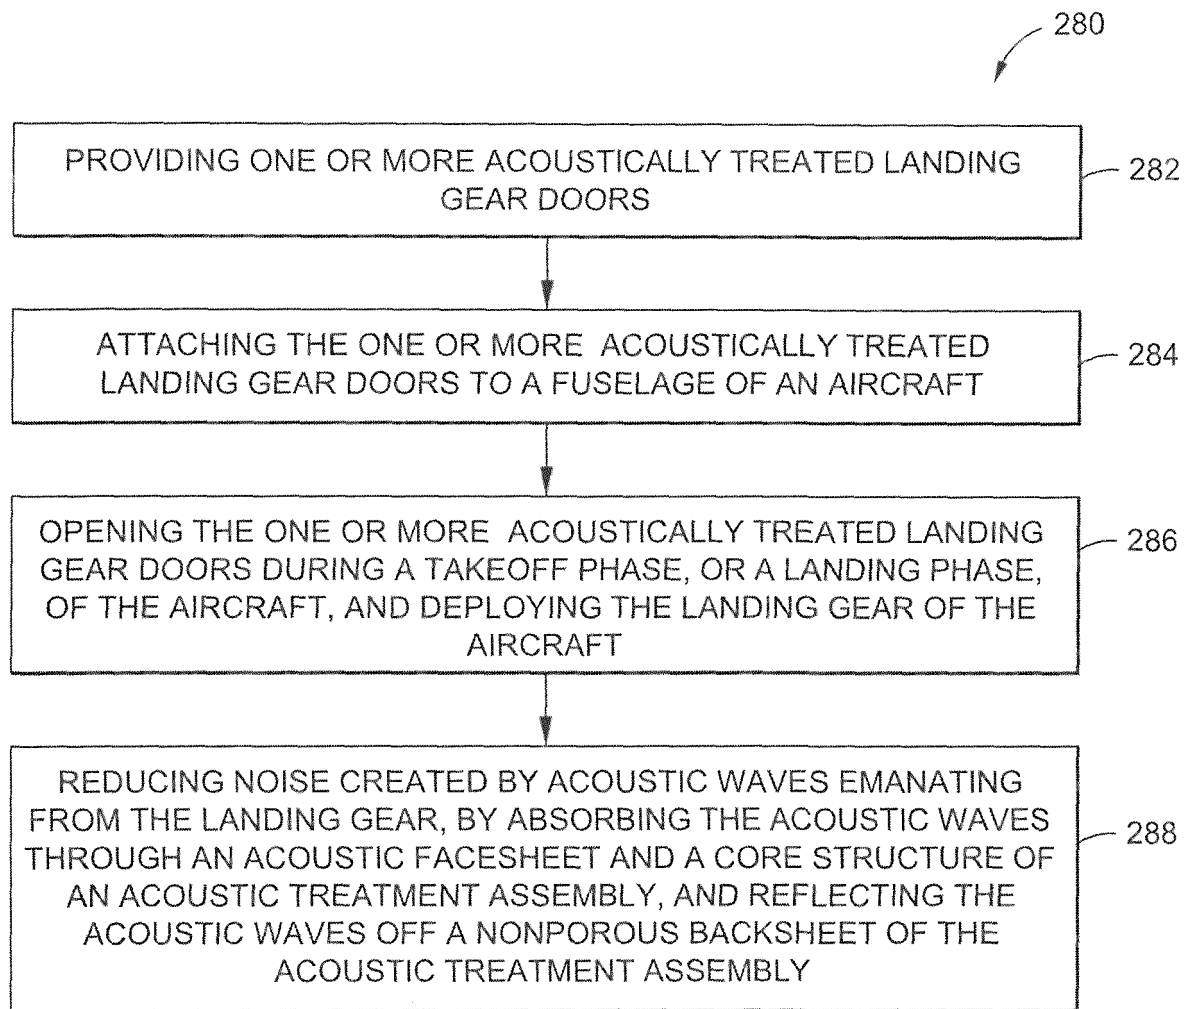 280
PROVIDING ONE OR MORE ACOUSTICALLY TREATED LANDING
GEAR DOORS
282
ATTACHING THE ONE OR MORE ACOUSTICALLY TREATED
LANDING GEAR DOORS TO A FUSELAGE OF AN AIRCRAFT
284
OPENING THE ONE OR MORE ACOUSTICALLY TREATED LANDING
GEAR DOORS DURING A TAKEOFF PHASE, OR A LANDING PHASE,
OF THE AIRCRAFT, AND DEPLOYING THE LANDING GEAR OF THE
AIRCRAFT
286
REDUCING NOISE CREATED BY ACOUSTIC WAVES EMANATING
FROM THE LANDING GEAR, BY ABSORBING THE ACOUSTIC WAVES
THROUGH AN ACOUSTIC FACESHEET AND A CORE STRUCTURE OF
AN ACOUSTIC TREATMENT ASSEMBLY, AND REFLECTING THE
ACOUSTIC WAVES OFF A NONPOROUS BACKSHEET OF THE
ACOUSTIC TREATMENT ASSEMBLY
288